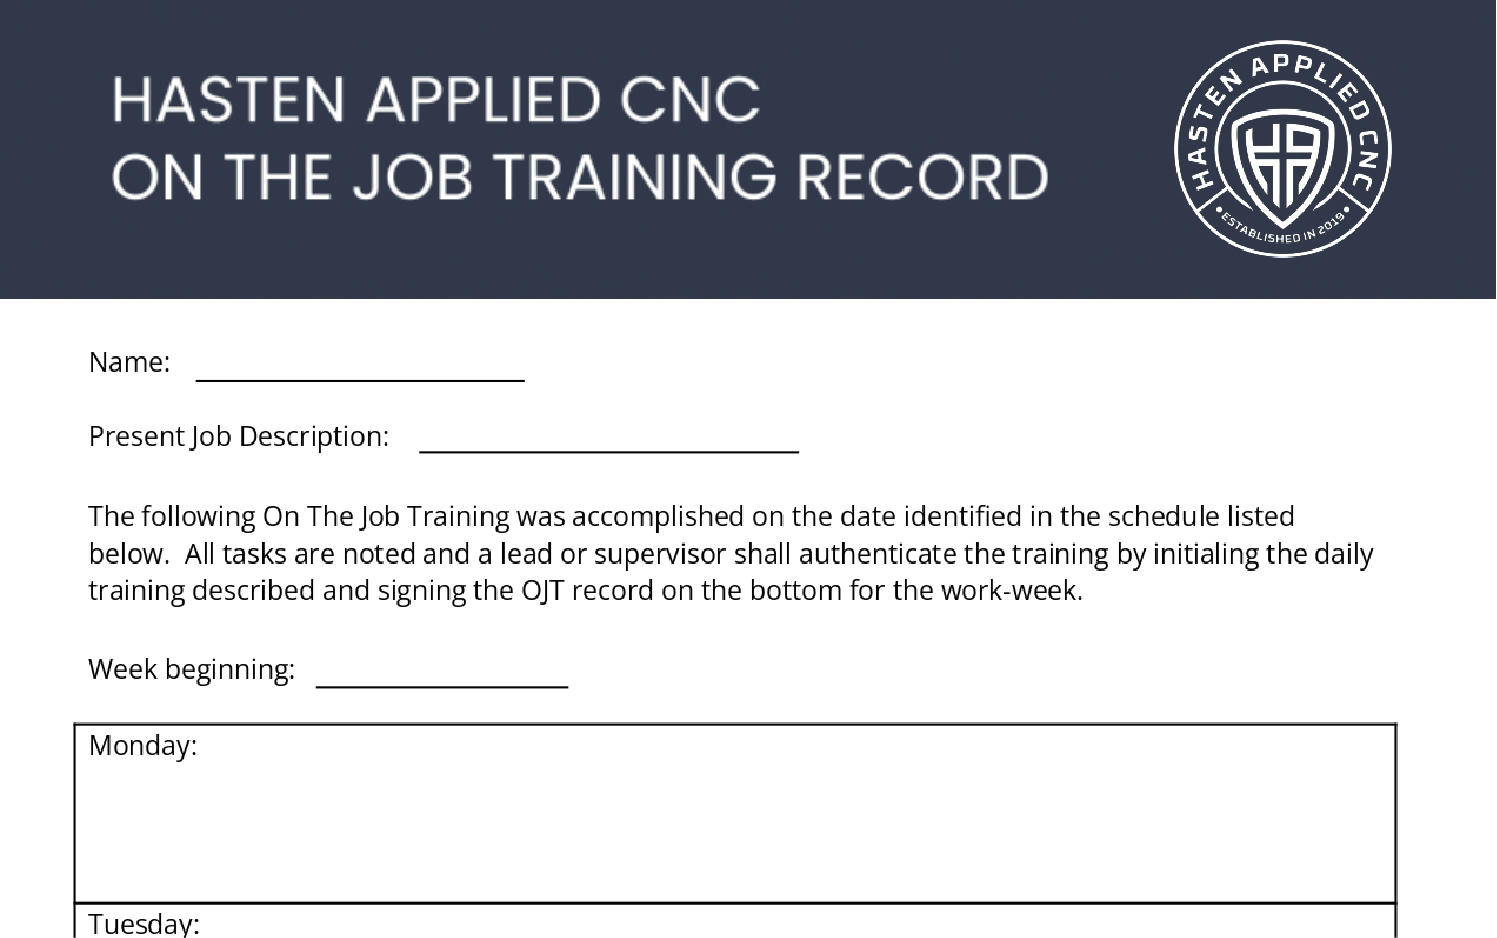 HASTEN APPLIED CNC
ON THE JOB TRAINING RECORD
HASTEN APPLIED CNC
HA
• ESTABLISHED IN 2019 •
Name:
Present Job Description:
The following On The Job Training was accomplished on the date identified in the schedule listed
below.  All tasks are noted and a lead or supervisor shall authenticate the training by initialing the daily
training described and signing the OJT record on the bottom for the work-week.
Week beginning:
Monday:
Tuesday: